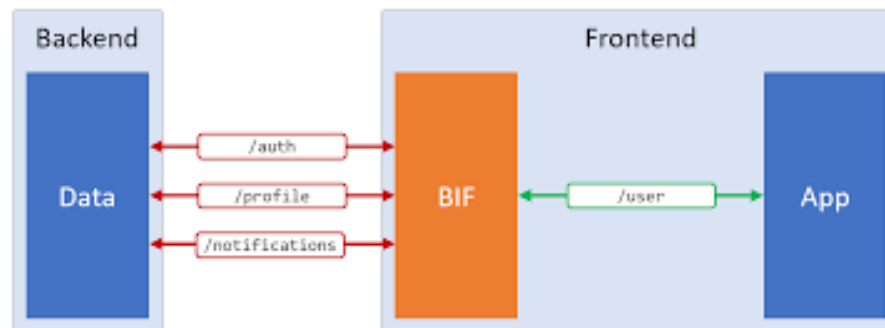 Backend
Frontend
Data
/auth
/profile
/notifications
BIF
/user
App